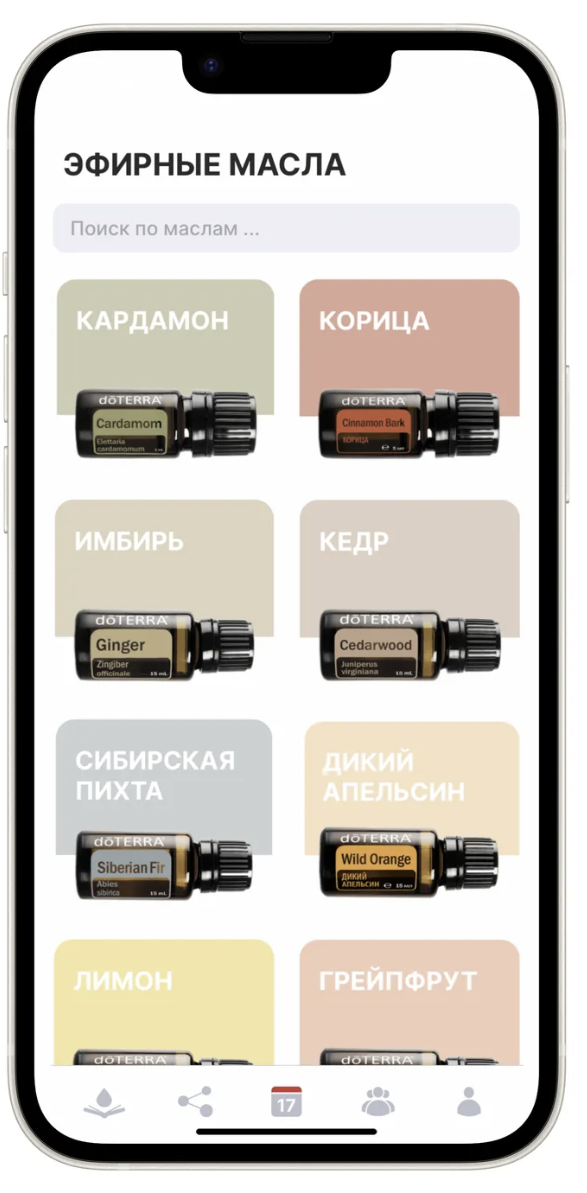 ЭФИРНЫЕ МАСЛА
Поиск по маслам ...
КАРДАМОН
dōTERRA
Cardamom
Elettaria
cardamomum
КОРИЦА
dōTERRA
Cinnamon Bark
КОРИЦА
5 мл
ИМБИРЬ
dōTERRA
Ginger
Zingiber
officinale 15 mL
КЕДР
dōTERRA
Cedarwood
Juniperus
virginiana 15 mL
СИБИРСКАЯ
ПИХТА
dōTERRA
Siberian Fir
Abies
sibirica 15 mL
ДИКИЙ
АПЕЛЬСИН
dōTERRA
Wild Orange
ДИКИЙ
АПЕЛЬСИН 15 мл
ЛИМОН
dōTERRA
ГРЕЙПФРУТ
dōTERRA
17